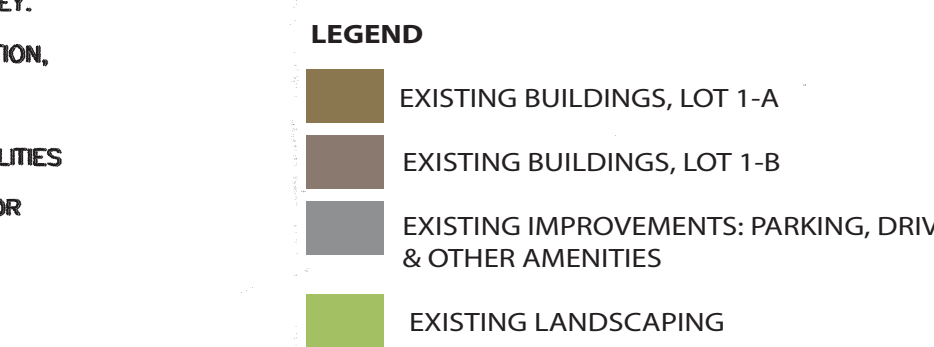 EY.
TION,
LITIES
OR
LEGEND
EXISTING BUILDINGS, LOT 1-A
EXISTING BUILDINGS, LOT 1-B
EXISTING IMPROVEMENTS: PARKING, DRIV
& OTHER AMENITIES
EXISTING LANDSCAPING